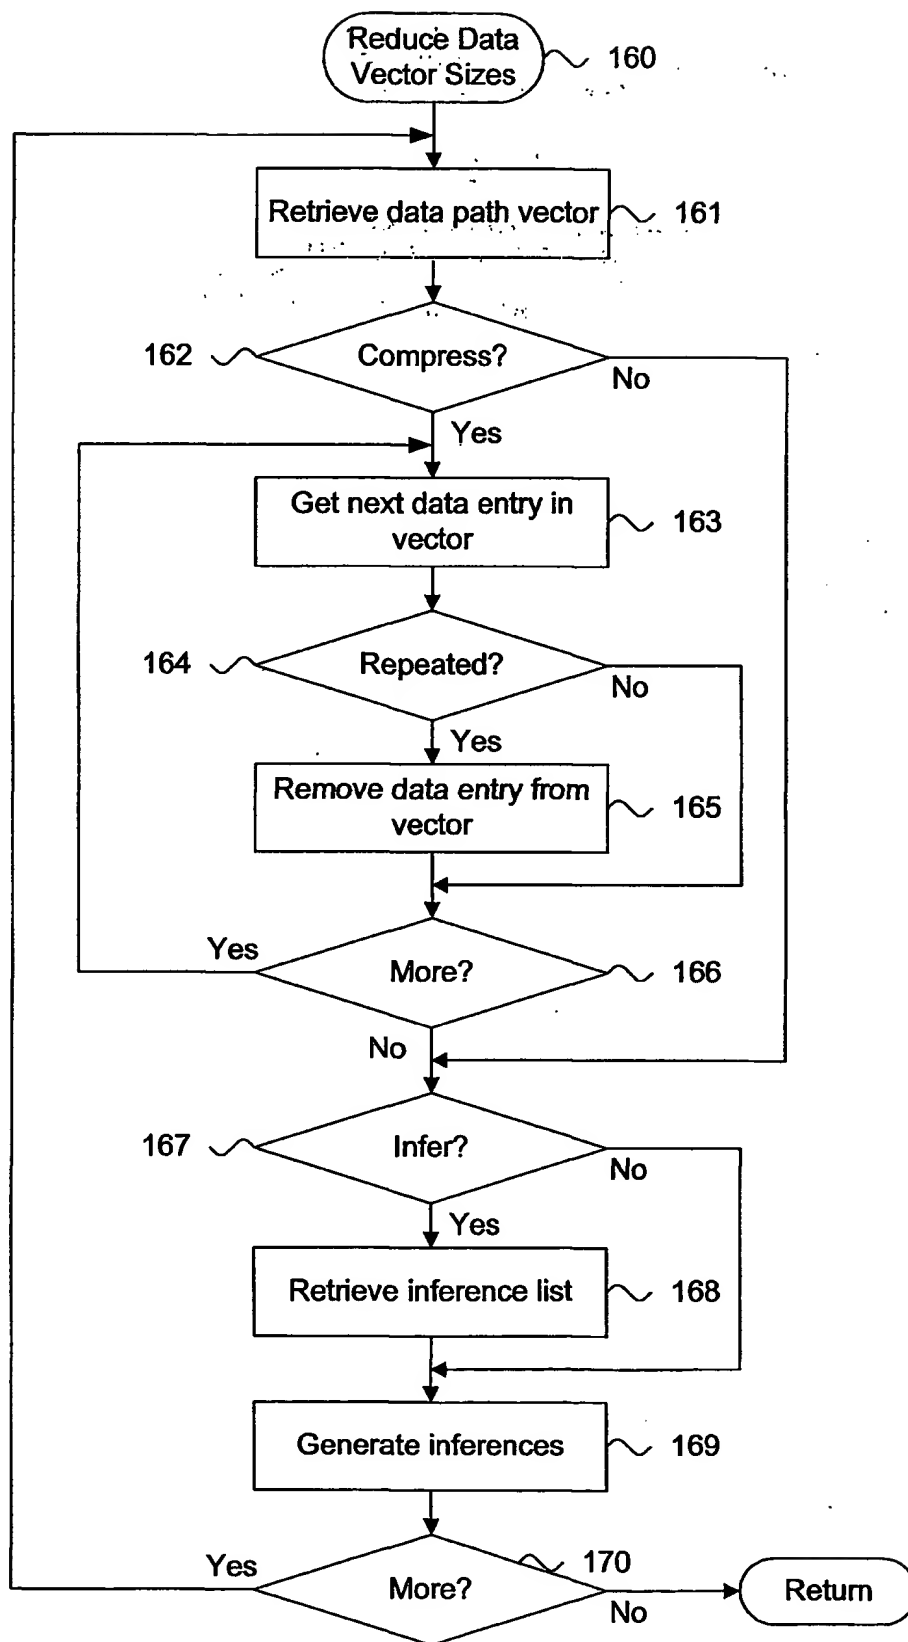 Reduce Data
Vector Sizes
160
Retrieve data path vector
161
162
Compress?
No
Yes
Get next data entry in
vector
163
164
Repeated?
No
Yes
Remove data entry from
vector
165
Yes
More?
166
No
167
Infer?
No
Yes
Retrieve inference list
168
Generate inferences
169
Yes
170
More?
No
Return